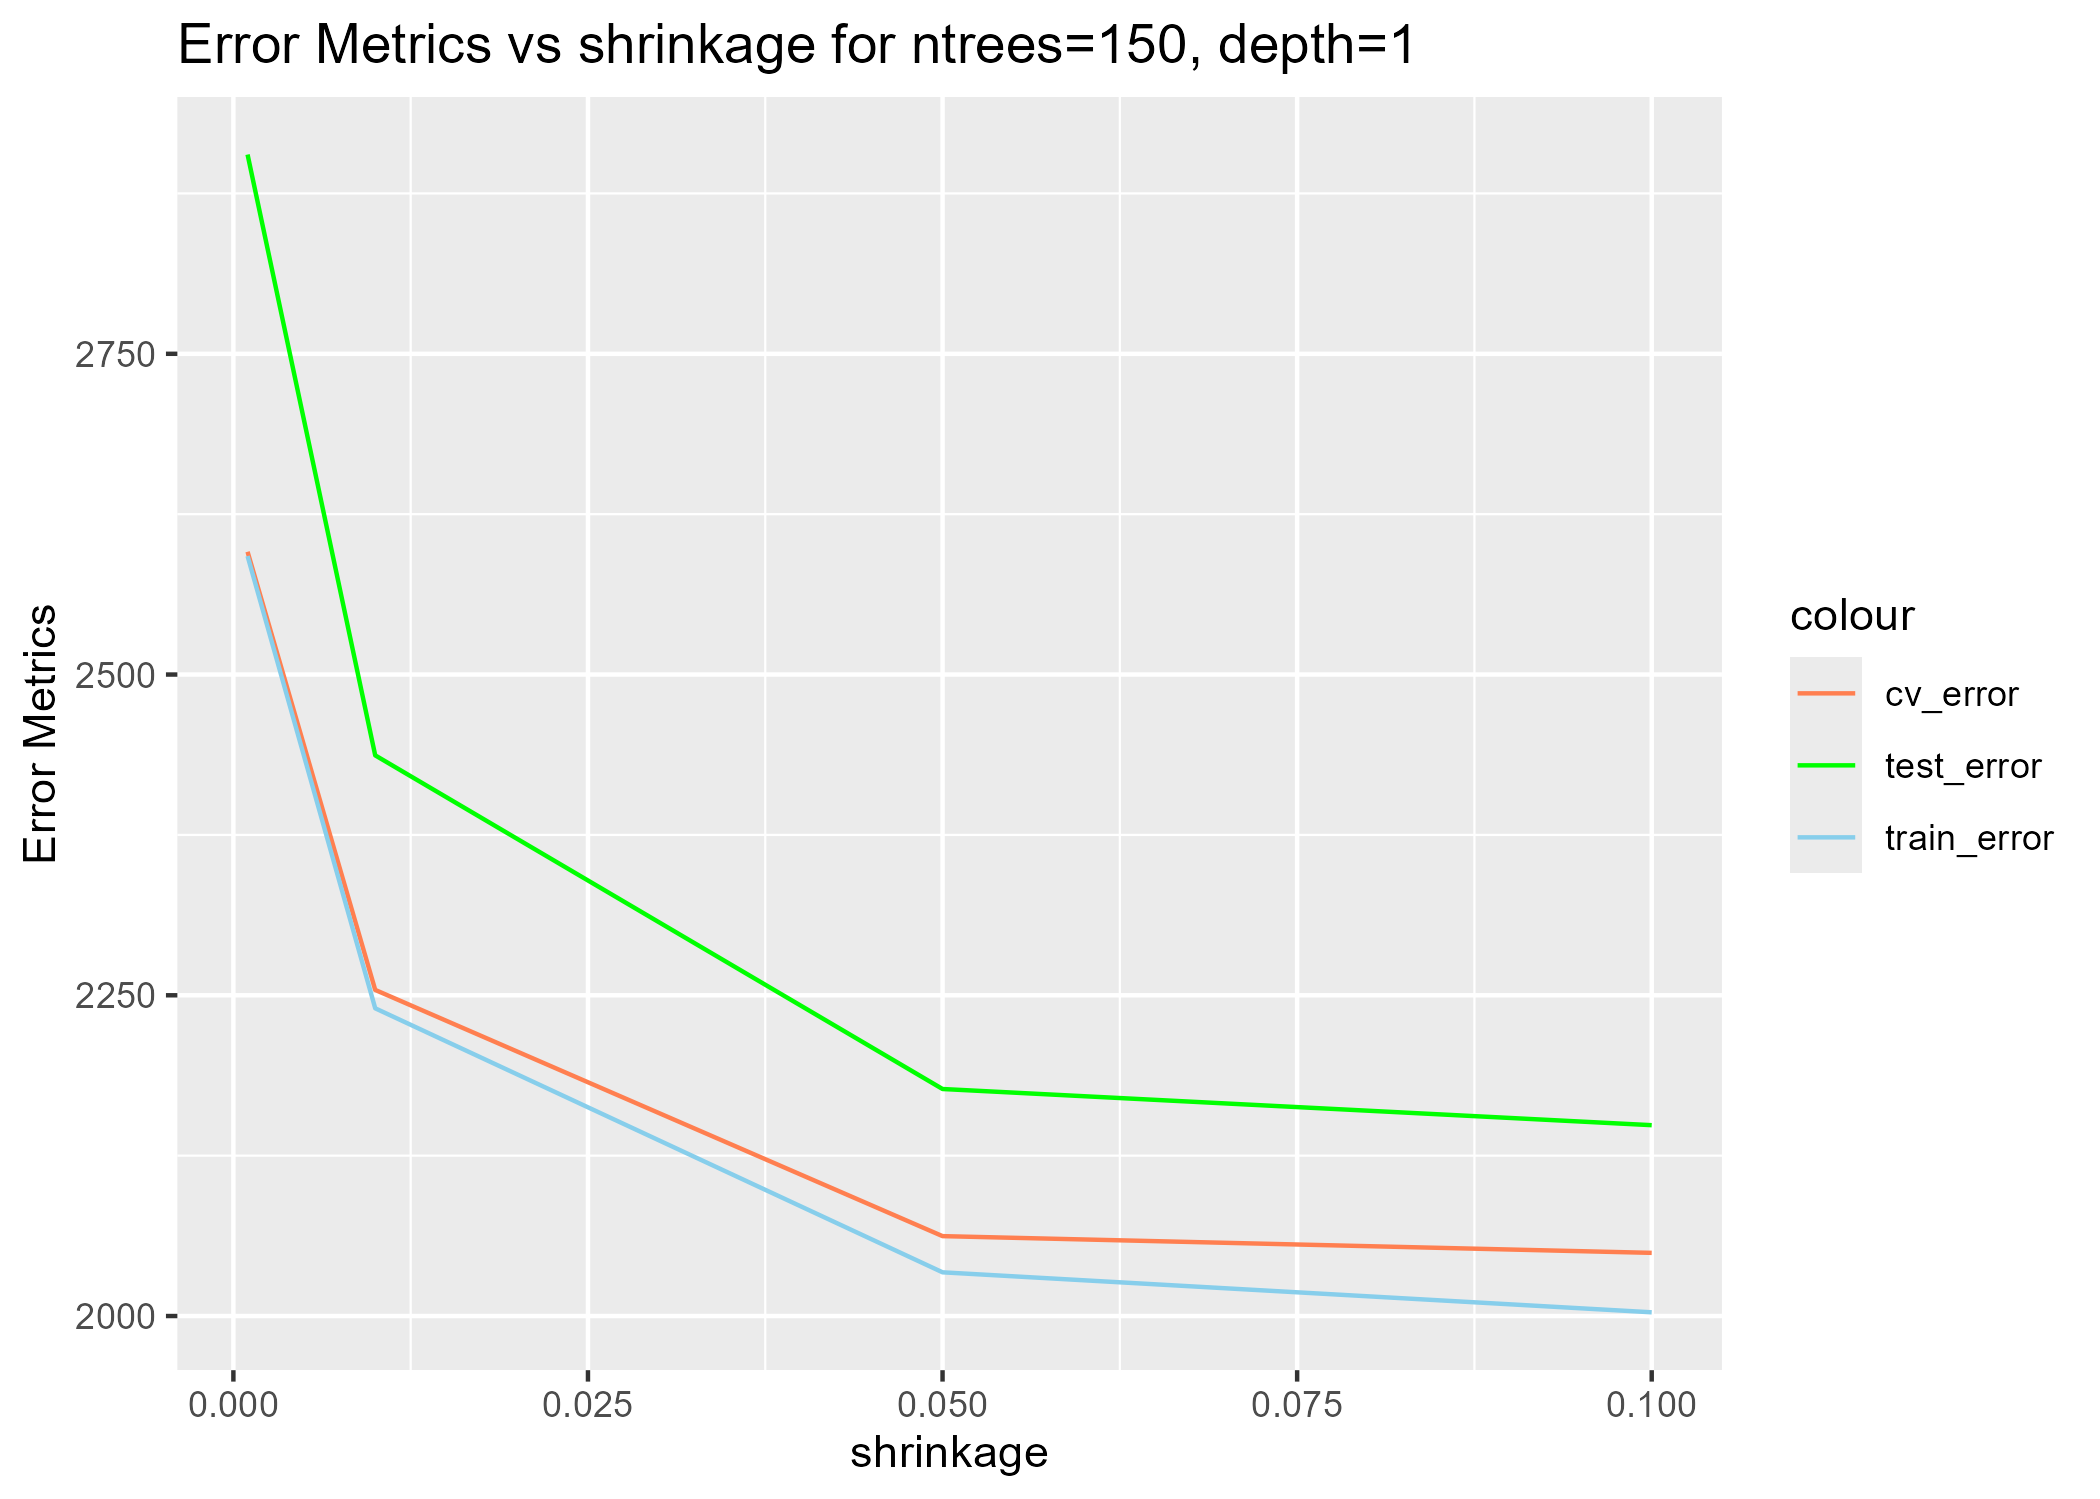 Error Metrics vs shrinkage for ntrees=150, depth=1
Error Metrics
2750
2500
2250
2000
0.000
0.025
0.050
0.075
0.100
shrinkage
colour
cv_error
test_error
train_error